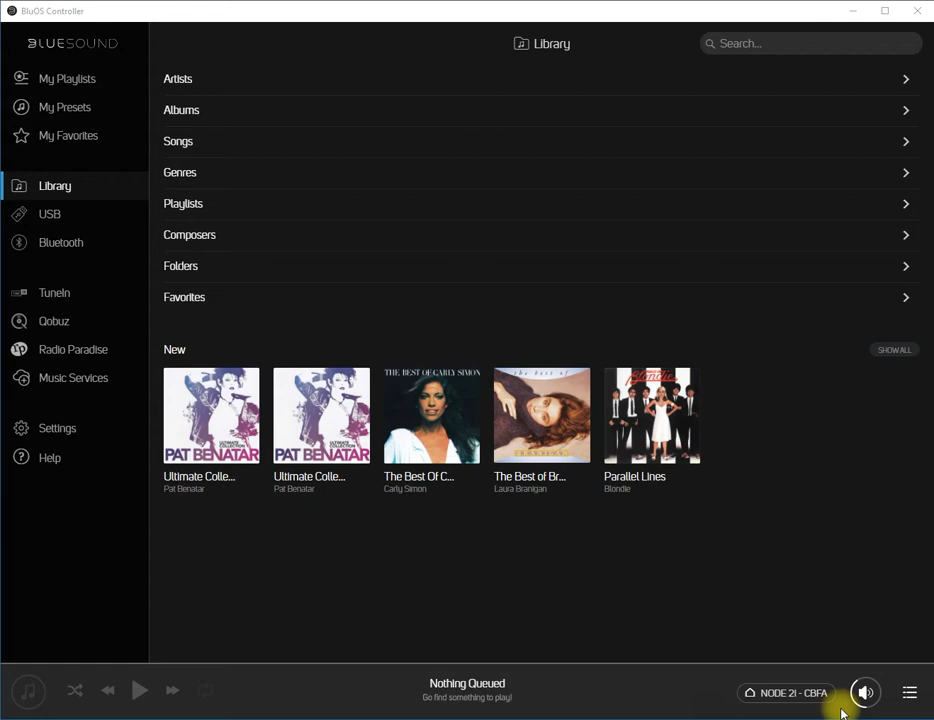 BluOS Controller
BLUESOUND
Library
Search...
My Playlists
My Presets
My Favorites
Library
USB
Bluetooth
TuneIn
Qobuz
Radio Paradise
Music Services
Settings
Help
Artists
Albums
Songs
Genres
Playlists
Composers
Folders
Favorites
New
SHOW ALL
ULTIMATE COLLECTION
PAT BENATAR
Ultimate Colle...
Pat Benatar
ULTIMATE COLLECTION
PAT BENATAR
Ultimate Colle...
Pat Benatar
THE BEST OF CARLY SIMON
The Best Of C...
Carly Simon
the best of
The Best of Br...
Laura Branigan
Blondie
Parallel Lines
Blondie
Nothing Queued
Go find something to play!
NODE 2I - CBFA